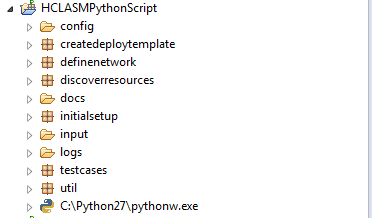 HCLASMPythonScript
config
createdeploytemplate
definenetwork
discoverresources
docs
initialsetup
input
logs
testcases
util
C:\Python27\pythonw.exe